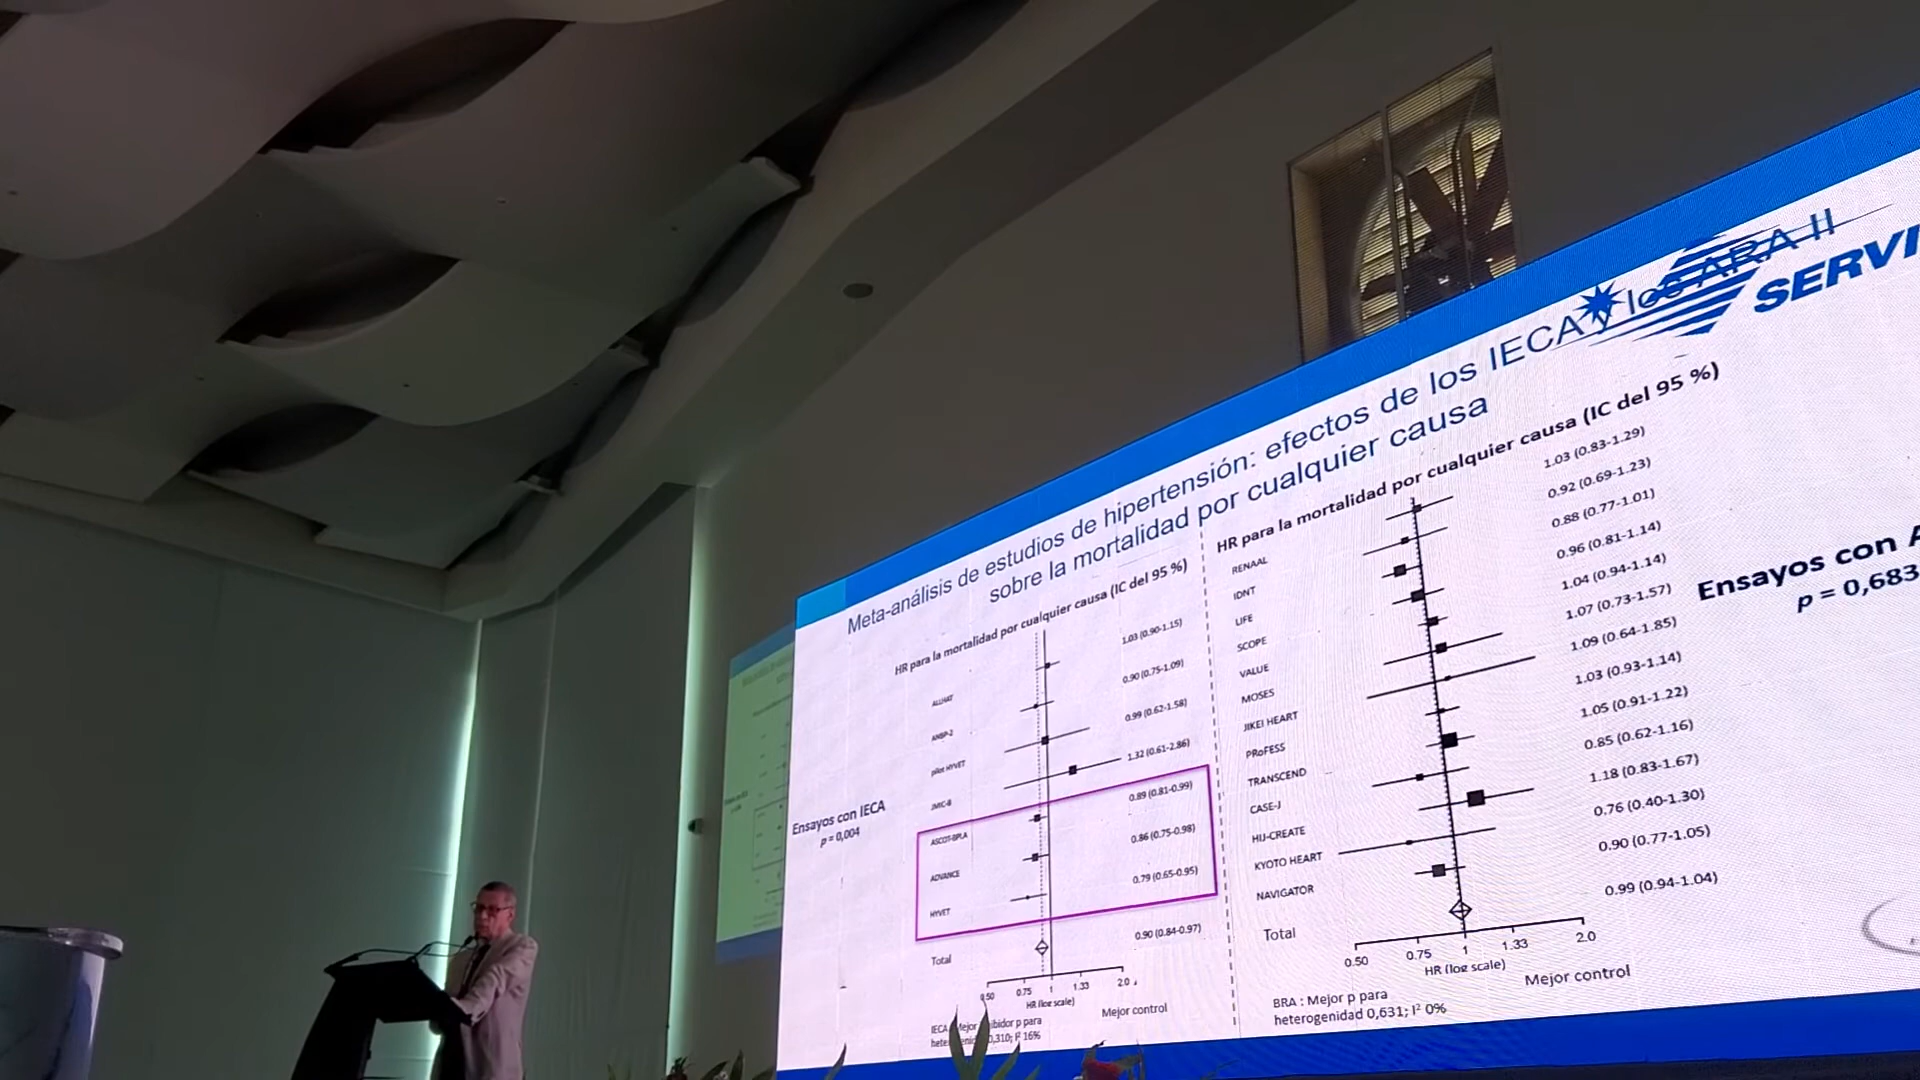 Meta-análisis de estudios de hipertensión: efectos de los IECA y los ARA II
sobre la mortalidad por cualquier causa
SERVI
HR para la mortalidad por cualquier causa (IC del 95 %)
ALLHAT 1.03 (0.90-1.15)
ANBP-2 0.90 (0.75-1.09)
pilot HYVET 0.99 (0.62-1.58)
JMIC-B 1.32 (0.61-2.86)
ASCOT-BPLA 0.89 (0.81-0.99)
ADVANCE 0.86 (0.75-0.98)
HYVET 0.79 (0.65-0.95)
Total 0.90 (0.84-0.97)
Ensayos con IECA
p = 0,004
0.50 0.75 1 1.33 2.0
HR (log scale)
Mejor control
IECA Mejor p para
0,310; I² 16%
HR para la mortalidad por cualquier causa (IC del 95 %)
RENAAL 1.03 (0.83-1.29)
IDNT 0.92 (0.69-1.23)
LIFE 0.88 (0.77-1.01)
SCOPE 0.96 (0.81-1.14)
VALUE 1.04 (0.94-1.14)
MOSES 1.07 (0.73-1.57)
JIKEI HEART 1.09 (0.64-1.85)
PRoFESS 1.03 (0.93-1.14)
TRANSCEND 1.05 (0.91-1.22)
CASE-J 0.85 (0.62-1.16)
HIJ-CREATE 1.18 (0.83-1.67)
KYOTO HEART 0.76 (0.40-1.30)
NAVIGATOR 0.90 (0.77-1.05)
Total 0.99 (0.94-1.04)
Ensayos con A
p = 0,683
0.50 0.75 1 1.33 2.0
HR (log scale)
Mejor control
BRA : Mejor p para
heterogenidad 0,631; I² 0%